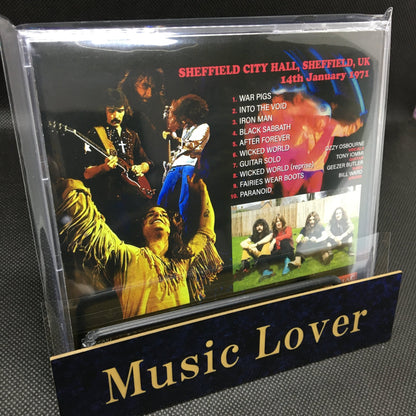 SHEFFIELD CITY HALL, SHEFFIELD, UK
14th January 1971
1. WAR PIGS
2. INTO THE VOID
3. IRON MAN
4. BLACK SABBATH
5. AFTER FOREVER
6. WICKED WORLD
7. GUITAR SOLO
8. WICKED WORLD (reprise)
9. FAIRIES WEAR BOOTS
10. PARANOID
OZZY OSBOURNE
TONY IOMMI
GEEZER BUTLER
BILL WARD
Music Lover